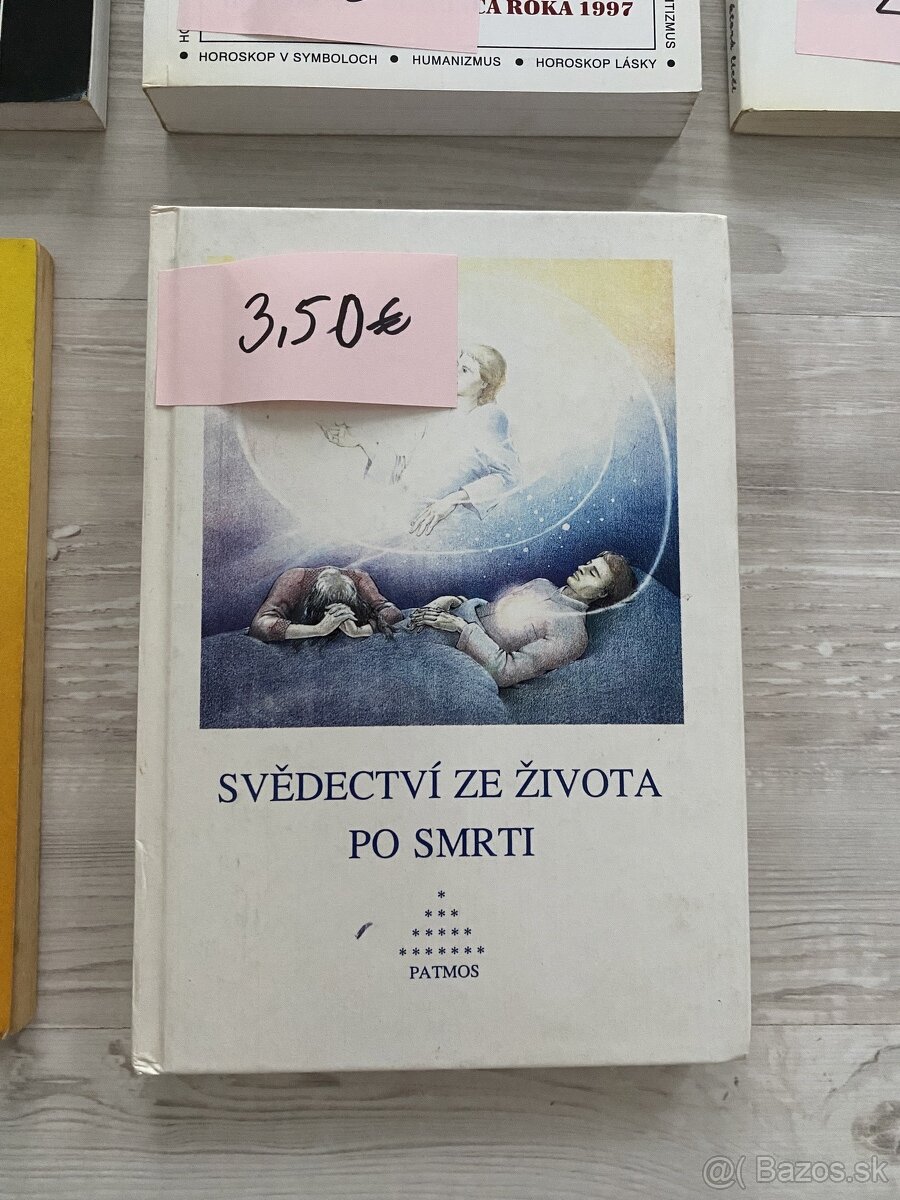 CA ROKA 1997
HOROSKOP V SYMBOLOCH • HUMANIZMUS • HOROSKOP LÁSKY •
3,50€
SVĚDECTVÍ ZE ŽIVOTA
PO SMRTI
*
***
*****
*******
PATMOS
@( Bazos.sk